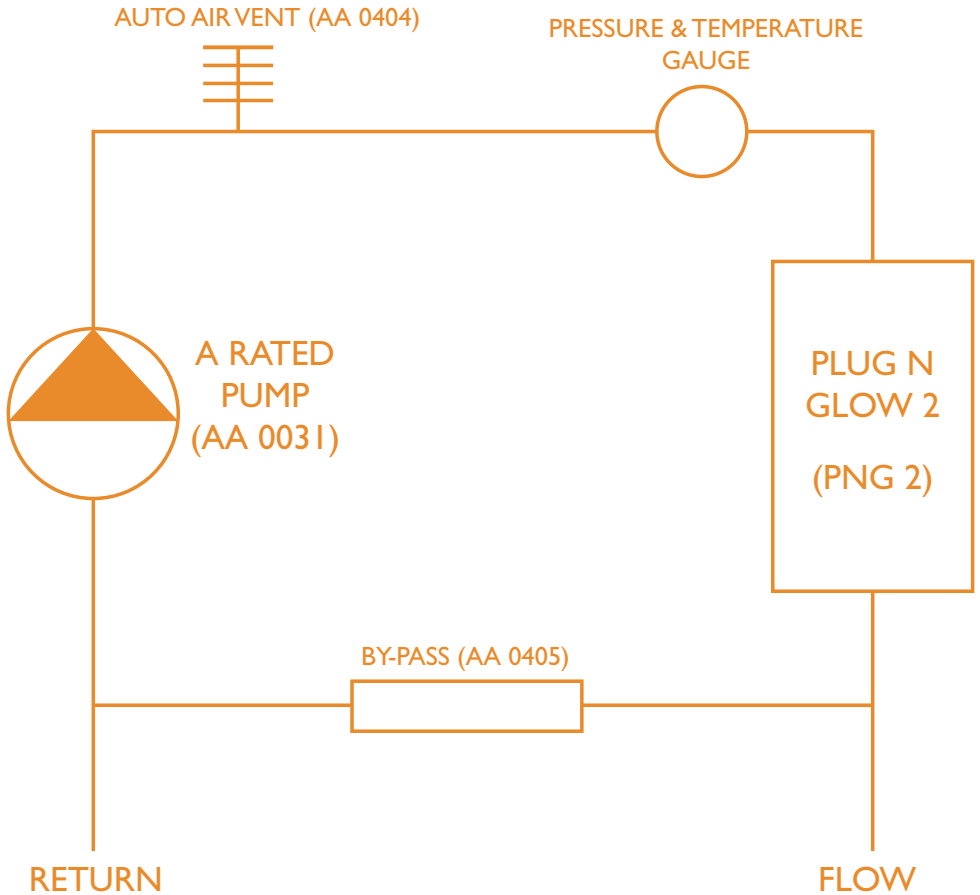 AUTO AIR VENT (AA 0404)
PRESSURE & TEMPERATURE
GAUGE
A RATED
PUMP
(AA 0031)
PLUG N
GLOW 2
(PNG 2)
BY-PASS (AA 0405)
RETURN
FLOW